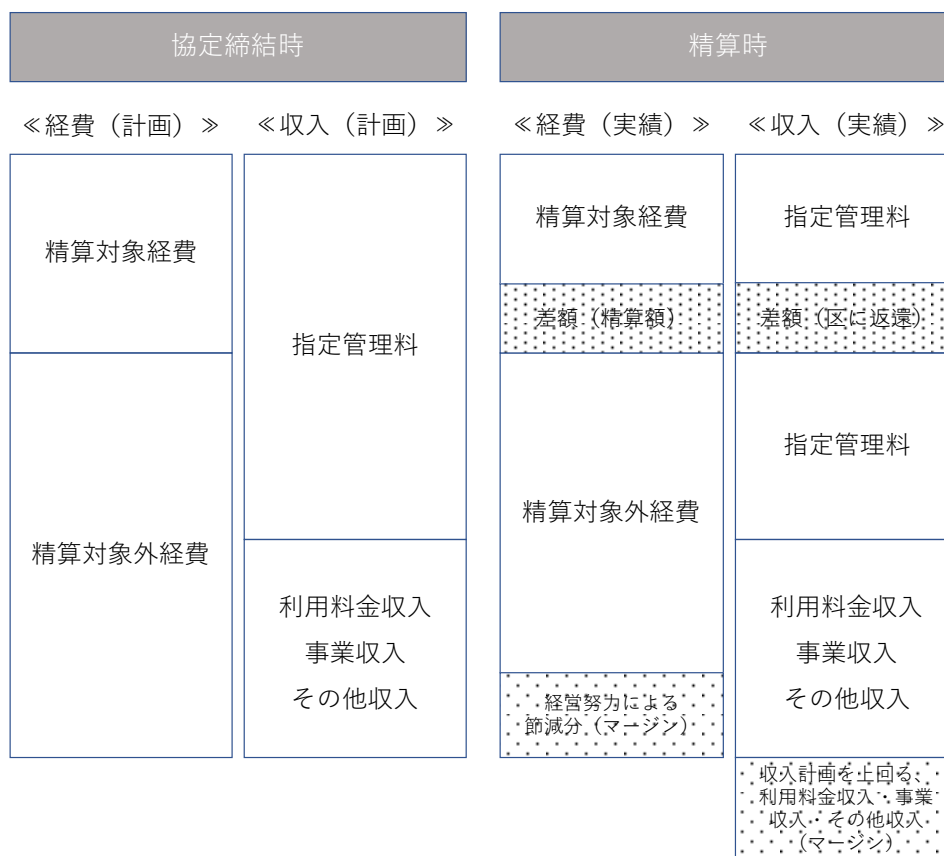 協定締結時
精算時
≪経費（計画）≫
≪収入（計画）≫
≪経費（実績）≫
≪収入（実績）≫
精算対象経費
精算対象外経費
指定管理料
利用料金収入
事業収入
その他収入
精算対象経費
差額（精算額）
精算対象外経費
経営努力による
節減分（マージン）
指定管理料
差額（区に返還）
指定管理料
利用料金収入
事業収入
その他収入
収入計画を上回る、
利用料金収入・事業
収入・その他収入
（マージン）